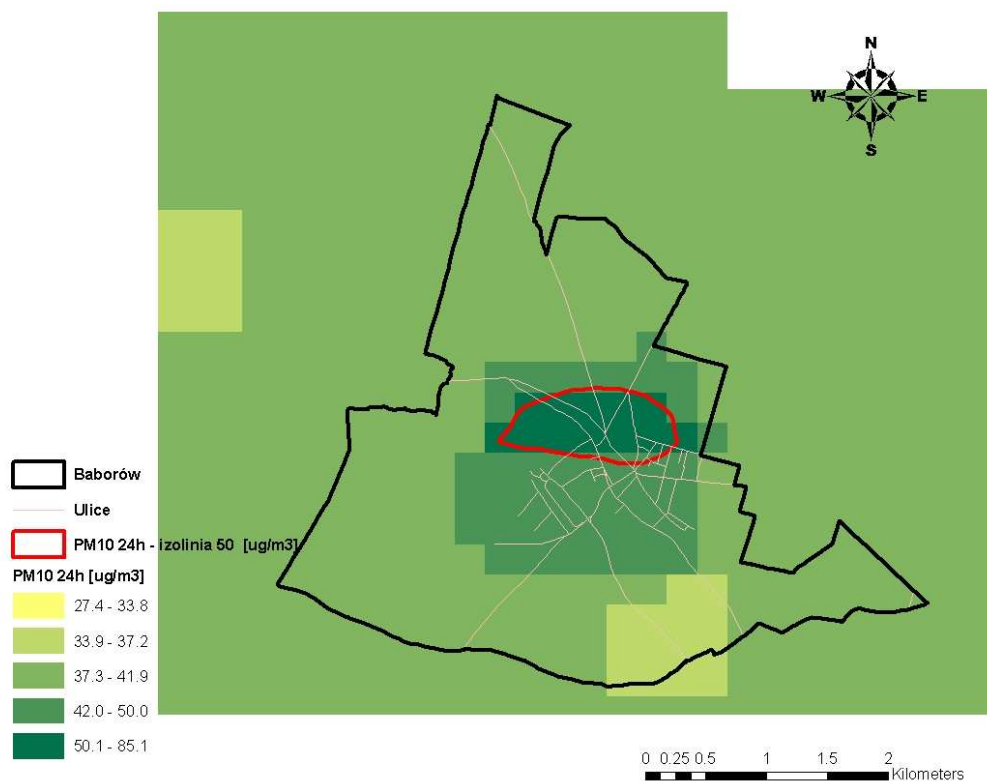 N
W E
S
Baborów
Ulice
PM10 24h - izolinia 50 [ug/m3]
PM10 24h [ug/m3]
27.4 - 33.8
33.9 - 37.2
37.3 - 41.9
42.0 - 50.0
50.1 - 85.1
0 0.25 0.5 1 1.5 2
Kilometers